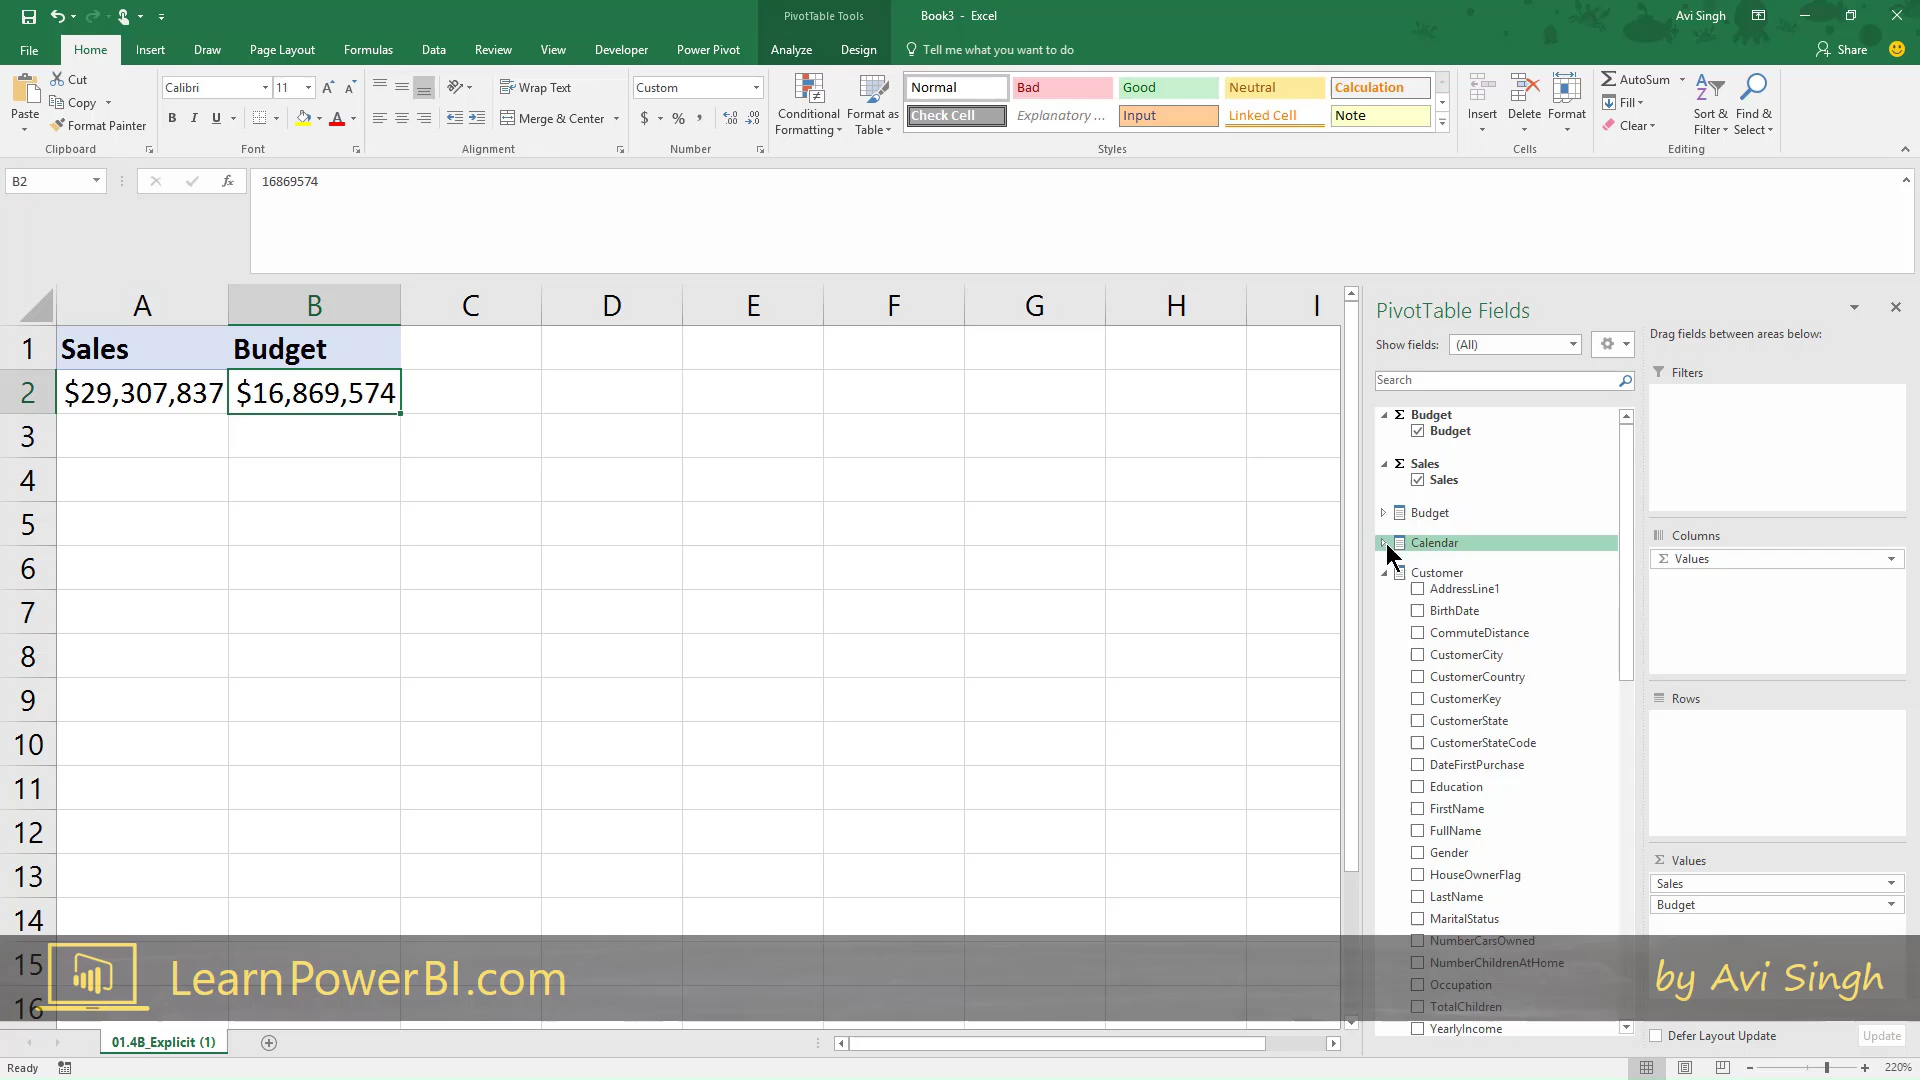 PivotTable Tools
Book3 - Excel
Avi Singh
File
Home
Insert
Draw
Page Layout
Formulas
Data
Review
View
Developer
Power Pivot
Analyze
Design
Tell me what you want to do
Share
Paste
Cut
Copy
Format Painter
Clipboard
Calibri
11
B I U
Font
Wrap Text
Merge & Center
Alignment
Custom
$ % ,
Number
Conditional
Formatting
Format as
Table
Normal
Bad
Good
Neutral
Calculation
Check Cell
Explanatory ...
Input
Linked Cell
Note
Styles
Insert
Delete
Format
Cells
AutoSum
Fill
Clear
Sort &
Filter
Find &
Select
Editing
B2
fx
16869574
A B C D E F G H I
1 Sales Budget
2 $29,307,837 $16,869,574
3
4
5
6
7
8
9
10
11
12
13
14
15
16
PivotTable Fields
Show fields: (All)
Search
Σ Budget
Budget
Σ Sales
Sales
Budget
Calendar
Customer
AddressLine1
BirthDate
CommuteDistance
CustomerCity
CustomerCountry
CustomerKey
CustomerState
CustomerStateCode
DateFirstPurchase
Education
FirstName
FullName
Gender
HouseOwnerFlag
LastName
MaritalStatus
NumberCarsOwned
NumberChildrenAtHome
Occupation
TotalChildren
YearlyIncome
Drag fields between areas below:
Filters
Columns
Σ Values
Rows
Σ Values
Sales
Budget
Defer Layout Update
Update
LearnPowerBI.com
by Avi Singh
01.4B_Explicit (1)
Ready
220%